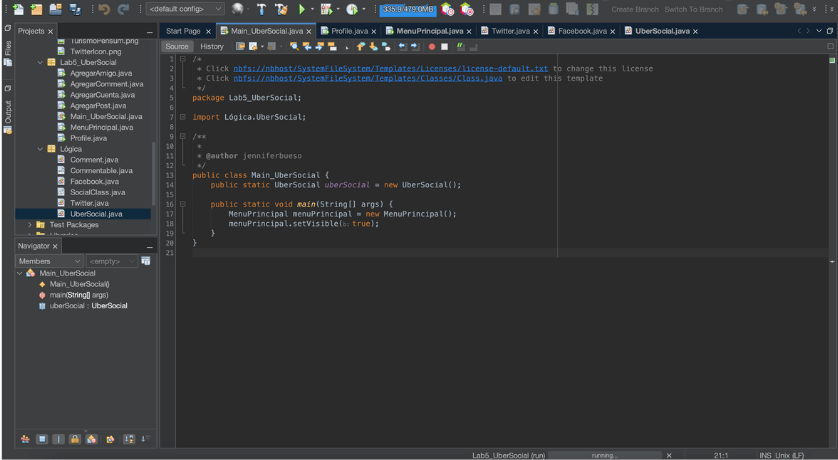 <default config>
335.9/479.0MB
Create Branch Switch To Branch
Projects
Files
Output
TurismoPensum.png
TwitterIcon.png
Lab5_UberSocial
AgregarAmigo.java
AgregarComment.java
AgregarCuenta.java
AgregarPost.java
Main_UberSocial.java
MenuPrincipal.java
Profile.java
Lógica
Comment.java
Commentable.java
Facebook.java
SocialClass.java
Twitter.java
UberSocial.java
Test Packages
Libraries
Navigator
Members
<empty>
Main_UberSocial
Main_UberSocial()
main(String[] args)
uberSocial : UberSocial
Start Page
Main_UberSocial.java
Profile.java
MenuPrincipal.java
Twitter.java
Facebook.java
UberSocial.java
Source History
1 /*
2 * Click nbfs://nbhost/SystemFileSystem/Templates/Licenses/license-default.txt to change this license
3 * Click nbfs://nbhost/SystemFileSystem/Templates/Classes/Class.java to edit this template
4 */
5 package Lab5_UberSocial;
6
7 import Lógica.UberSocial;
8
9 /**
10 *
11 * @author jenniferbueso
12 */
13 public class Main_UberSocial {
14 public static UberSocial uberSocial = new UberSocial();
15
16 public static void main(String[] args) {
17 MenuPrincipal menuPrincipal = new MenuPrincipal();
18 menuPrincipal.setVisible(b: true);
19 }
20 }
21
Lab5_UberSocial (run)
running...
21:1
INS Unix (LF)